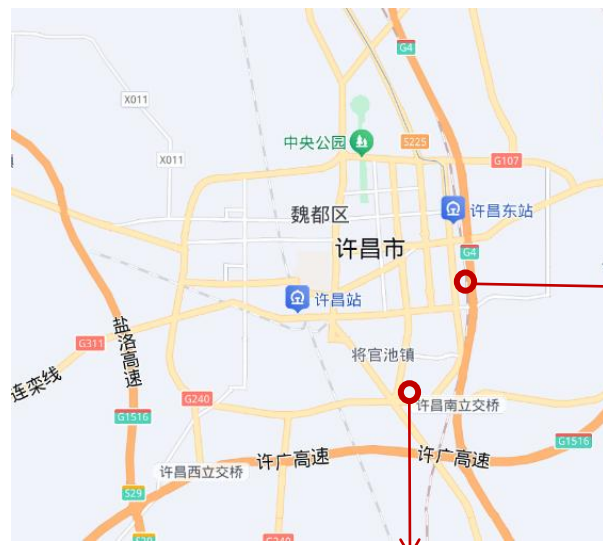 G4
X011
中央公园
S225
X011
G107
魏都区
许昌东站
许昌市
G4
许昌站
盐洛高速
G311
将官池镇
连栾线
G240
许昌南立交桥
G1516
许广高速
许广高速
G1516
许昌西立交桥
S29
G240
S29